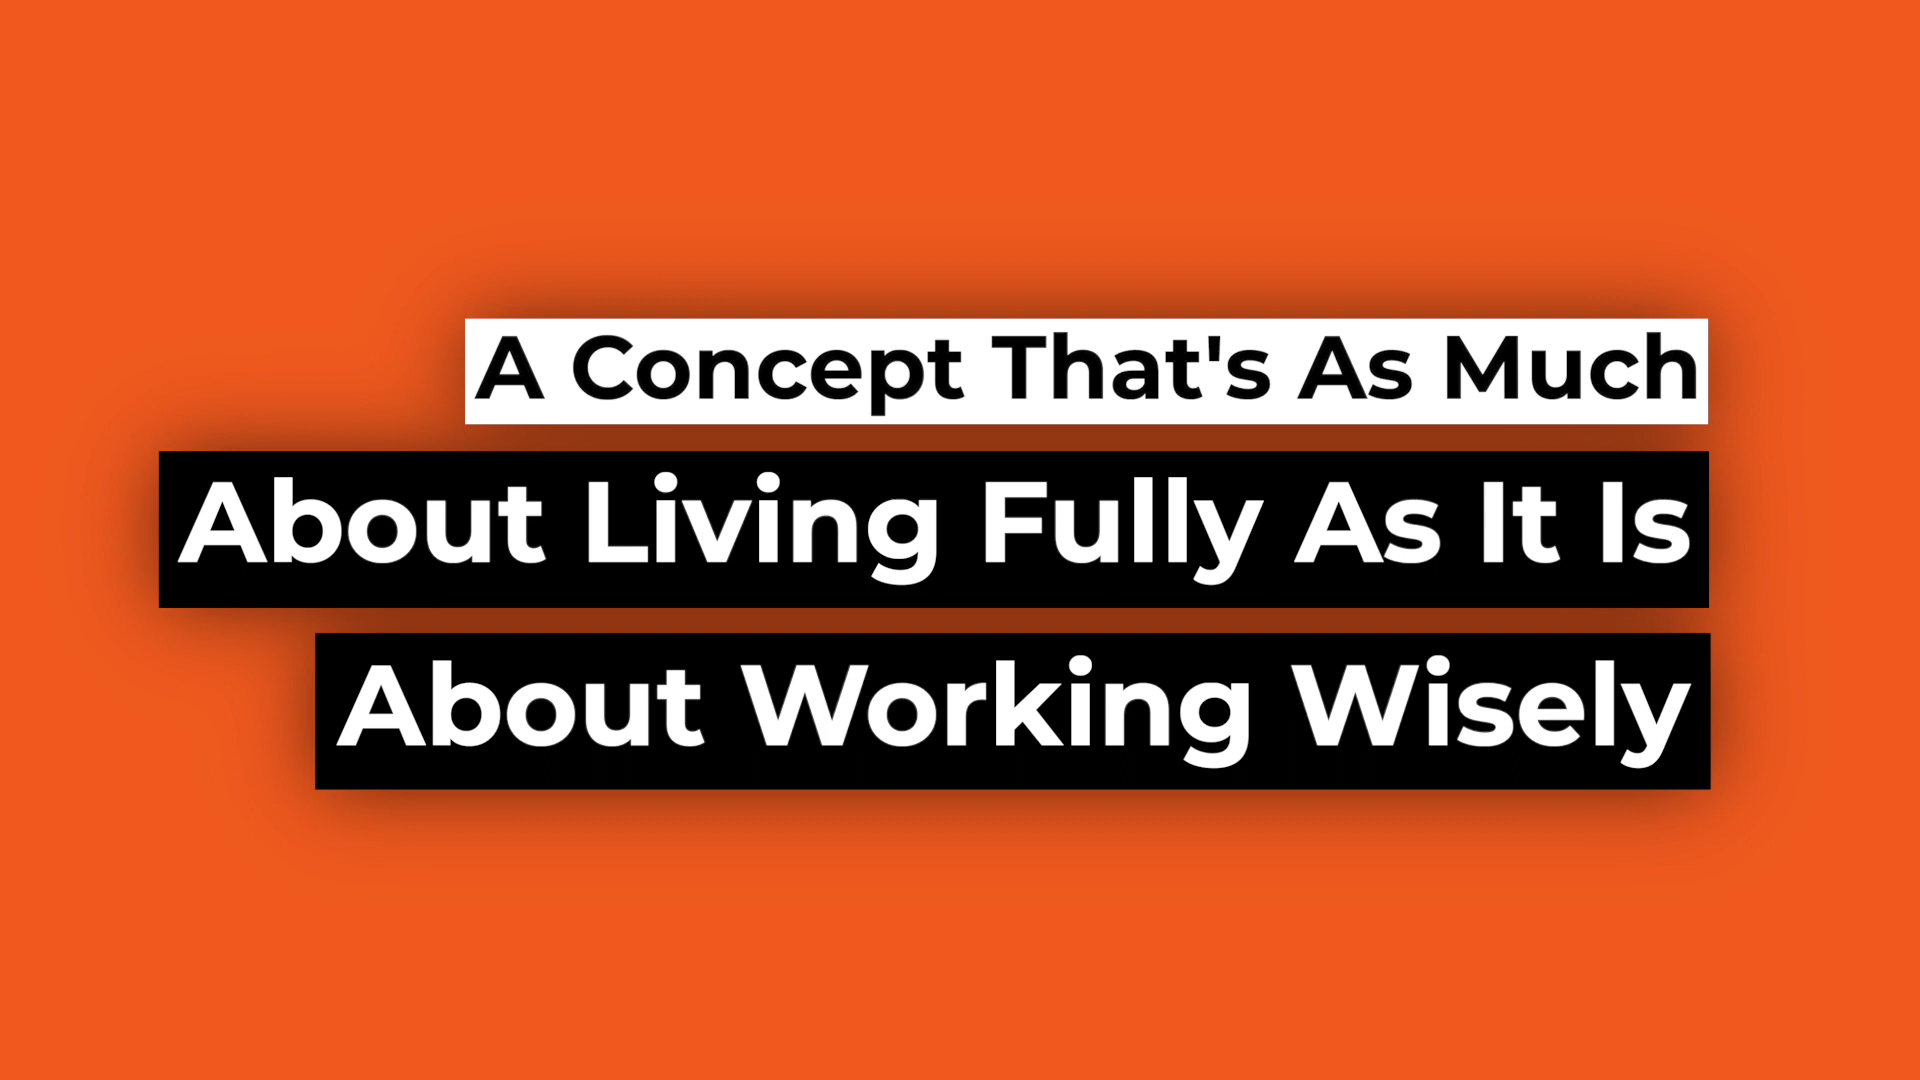 A Concept That's As Much
About Living Fully As It Is
About Working Wisely